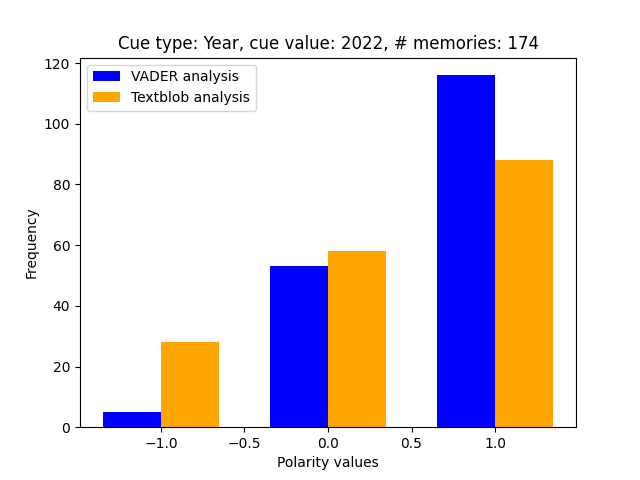 Cue type: Year, cue value: 2022, # memories: 174
VADER analysis
Textblob analysis
120
100
80
60
40
20
0
Frequency
−1.0 −0.5 0.0 0.5 1.0
Polarity values